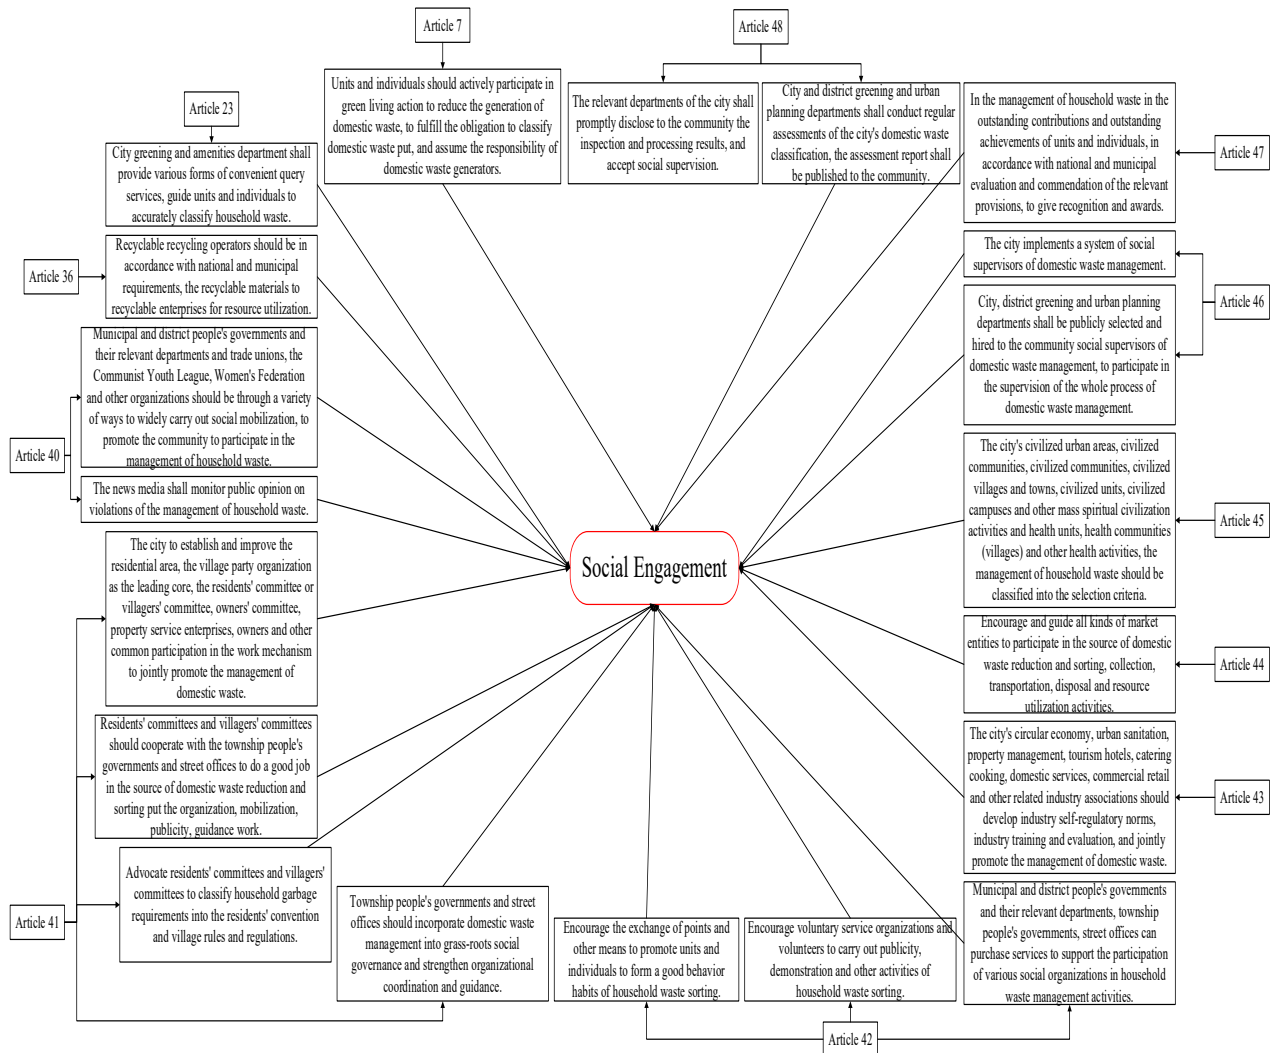 Article 7
Units and individuals should actively participate in
green living action to reduce the generation of
domestic waste, to fulfill the obligation to classify
domestic waste put, and assume the responsibility of
domestic waste generators.
Article 48
The relevant departments of the city shall
promptly disclose to the community the
inspection and processing results, and
accept social supervision.
City and district greening and urban
planning departments shall conduct regular
assessments of the city's domestic waste
classification, the assessment report shall
be published to the community.
Article 23
City greening and amenities department shall
provide various forms of convenient query
services, guide units and individuals to
accurately classify household waste.
Article 36
Recyclable recycling operators should be in
accordance with national and municipal
requirements, the recyclable materials to
recyclable enterprises for resource utilization.
Article 40
Municipal and district people's governments and
their relevant departments and trade unions, the
Communist Youth League, Women's Federation
and other organizations should be through a variety
of ways to widely carry out social mobilization, to
promote the community to participate in the
management of household waste.
The news media shall monitor public opinion on
violations of the management of household waste.
Article 41
The city to establish and improve the
residential area, the village party organization
as the leading core, the residents' committee or
villagers' committee, owners' committee,
property service enterprises, owners and other
common participation in the work mechanism
to jointly promote the management of
domestic waste.
Residents' committees and villagers' committees
should cooperate with the township people's
governments and street offices to do a good job
in the source of domestic waste reduction and
sorting put the organization, mobilization,
publicity, guidance work.
Advocate residents' committees and villagers'
committees to classify household garbage
requirements into the residents' convention
and village rules and regulations.
Township people's governments and street
offices should incorporate domestic waste
management into grass-roots social
governance and strengthen organizational
coordination and guidance.
Social Engagement
In the management of household waste in the
outstanding contributions and outstanding
achievements of units and individuals, in
accordance with national and municipal
evaluation and commendation of the relevant
provisions, to give recognition and awards.
Article 47
The city implements a system of social
supervisors of domestic waste management.
City, district greening and urban planning
departments shall be publicly selected and
hired to the community social supervisors of
domestic waste management, to participate in
the supervision of the whole process of
domestic waste management.
Article 46
The city's civilized urban areas, civilized
communities, civilized communities, civilized
villages and towns, civilized units, civilized
campuses and other mass spiritual civilization
activities and health units, health communities
(villages) and other health activities, the
management of household waste should be
classified into the selection criteria.
Article 45
Encourage and guide all kinds of market
entities to participate in the source of domestic
waste reduction and sorting, collection,
transportation, disposal and resource
utilization activities.
Article 44
The city's circular economy, urban sanitation,
property management, tourism hotels, catering
cooking, domestic services, commercial retail
and other related industry associations should
develop industry self-regulatory norms,
industry training and evaluation, and jointly
promote the management of domestic waste.
Article 43
Encourage the exchange of points and
other means to promote units and
individuals to form a good behavior
habits of household waste sorting.
Encourage voluntary service organizations and
volunteers to carry out publicity,
demonstration and other activities of
household waste sorting.
Municipal and district people's governments
and their relevant departments, township
people's governments, street offices can
purchase services to support the participation
of various social organizations in household
waste management activities.
Article 42